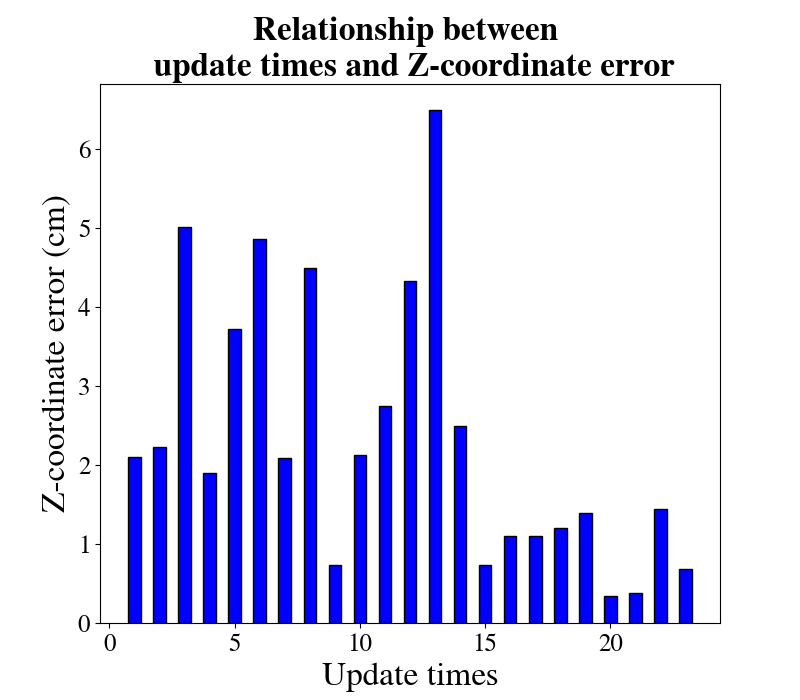 Relationship between
update times and Z-coordinate error
Z-coordinate error (cm)
6
5
4
3
2
1
0
0 5 10 15 20
Update times